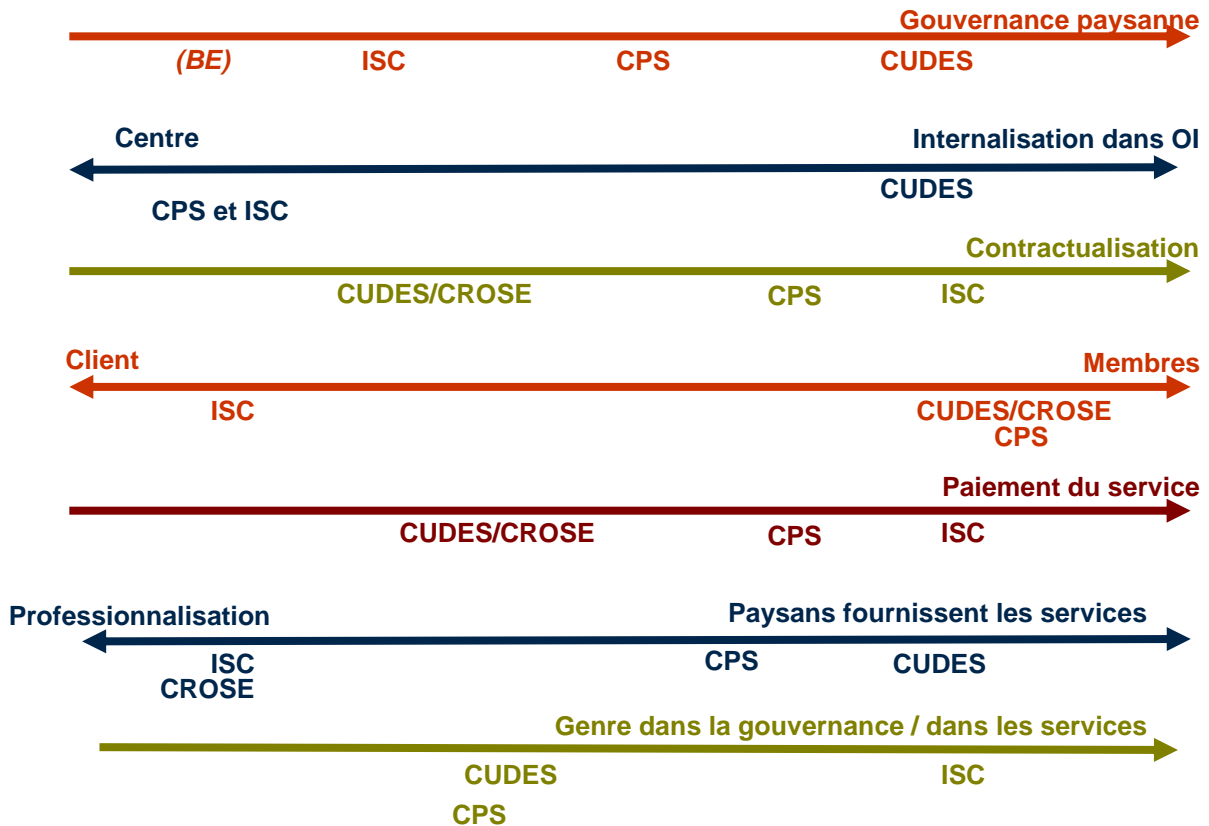 Gouvernance paysanne
(BE) ISC CPS CUDES
Centre Internalisation dans OI
CUDES
CPS et ISC
Contractualisation
CUDES/CROSE CPS ISC
Client Membres
ISC CUDES/CROSE
CPS
Paiement du service
CUDES/CROSE CPS ISC
Professionnalisation Paysans fournissent les services
ISC CPS CUDES
CROSE
Genre dans la gouvernance / dans les services
CUDES ISC
CPS